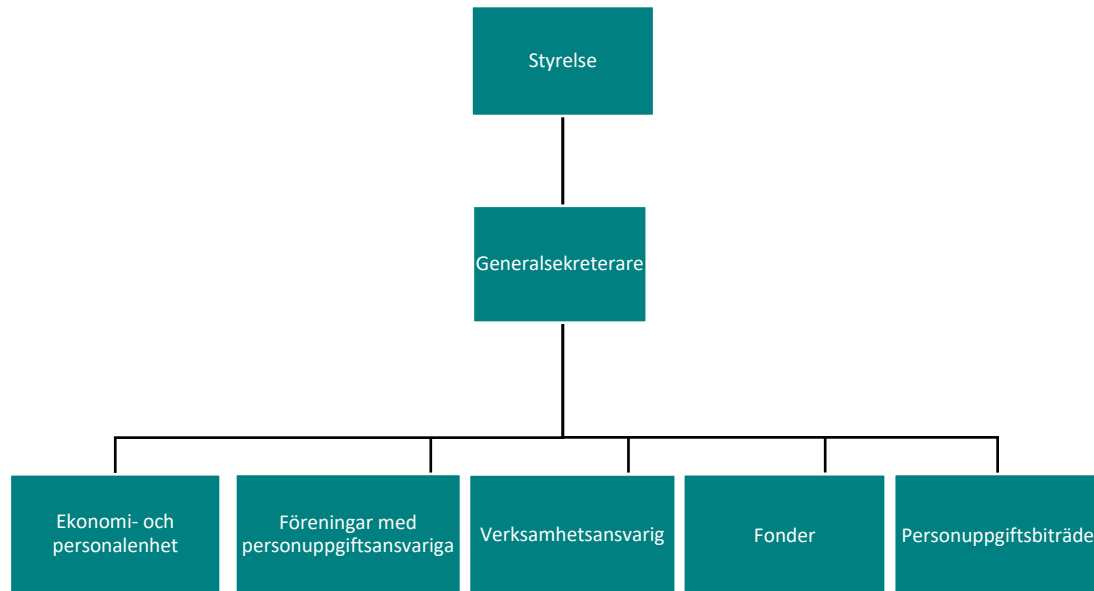 Styrelse
Generalsekreterare
Ekonomi- och
personalenhet
Föreningar med
personuppgiftsansvariga
Verksamhetsansvarig
Fonder
Personuppgiftsbiträde